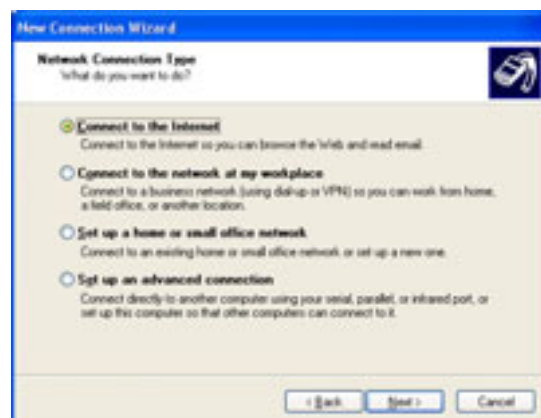 New Connection Wizard
Network Connection Type
What do you want to do?
Connect to the Internet
Connect to the Internet so you can browse the Web and read email.
Connect to the network at my workplace
Connect to a business network (using dial-up or VPN) so you can work from home,
a field office, or another location.
Set up a home or small office network
Connect to an existing home or small office network or set up a new one.
Set up an advanced connection
Connect directly to another computer using your serial, parallel, or infrared port, or
set up this computer so that other computers can connect to it.
< Back
Next >
Cancel